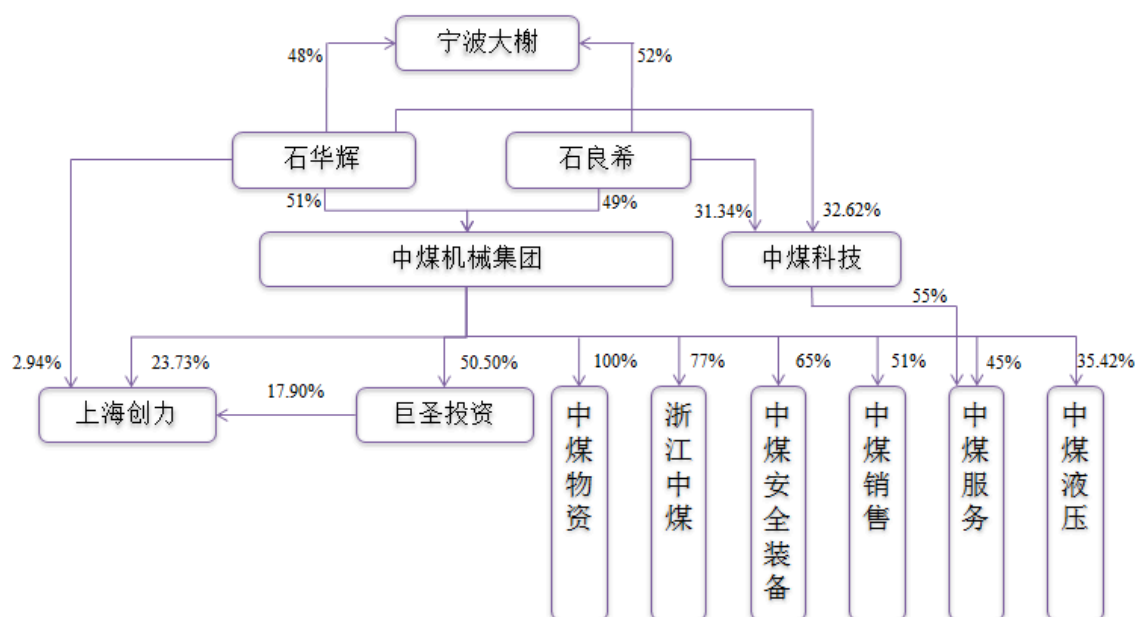 宁波大榭
48%
52%
石华辉
石良希
51%
49%
31.34%
32.62%
中煤机械集团
中煤科技
55%
2.94%
23.73%
50.50%
100%
77%
65%
51%
45%
35.42%
17.90%
上海创力
巨圣投资
中煤物资
浙江中煤
中煤安全装备
中煤销售
中煤服务
中煤液压